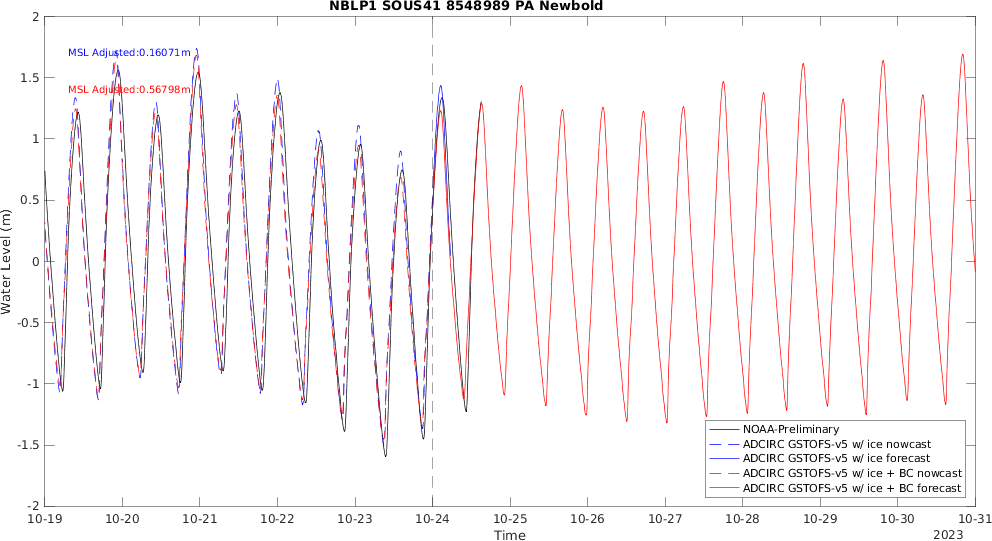 NBLP1 SOUS41 8548989 PA Newbold
Water Level (m)
2
1.5
1
0.5
0
-0.5
-1
-1.5
-2
MSL Adjusted:0.16071m
MSL Adjusted:0.56798m
NOAA-Preliminary
ADCIRC GSTOFS-v5 w/ ice nowcast
ADCIRC GSTOFS-v5 w/ ice forecast
ADCIRC GSTOFS-v5 w/ ice + BC nowcast
ADCIRC GSTOFS-v5 w/ ice + BC forecast
10-19 10-20 10-21 10-22 10-23 10-24 10-25 10-26 10-27 10-28 10-29 10-30 10-31
Time
2023